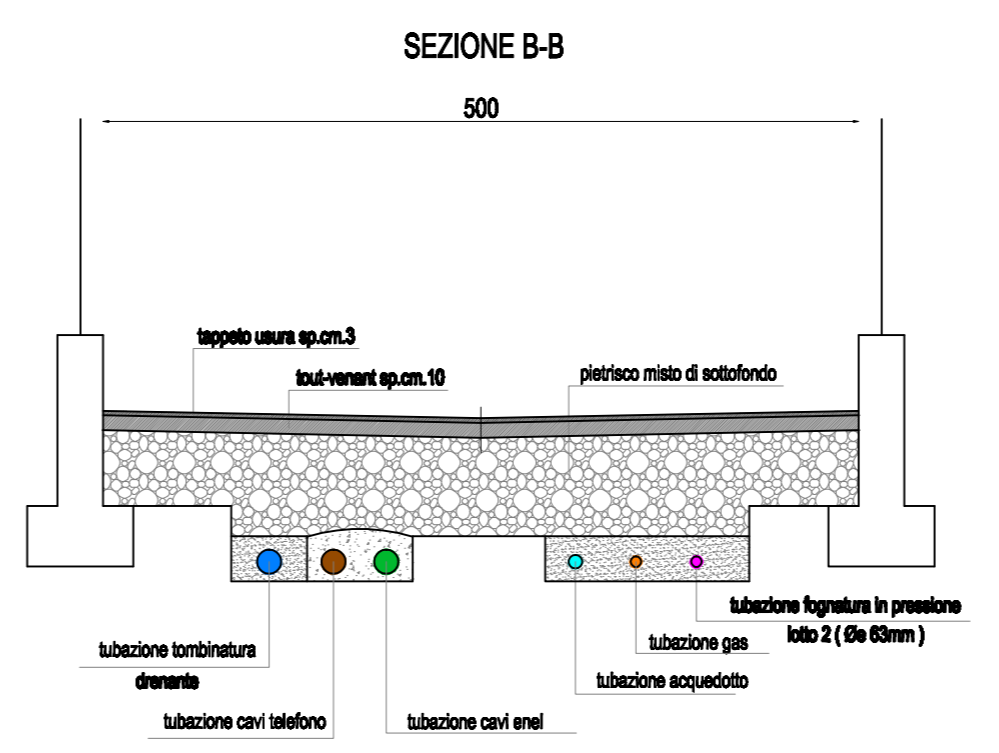 SEZIONE B-B
500
tappeto usura sp.cm.3
tout-venant sp.cm.10
pietrisco misto di sottofondo
tubazione fognatura in pressione
lotto 2 ( Øe 63mm )
tubazione gas
tubazione tombinatura
drenante
tubazione acquedotto
tubazione cavi telefono
tubazione cavi enel